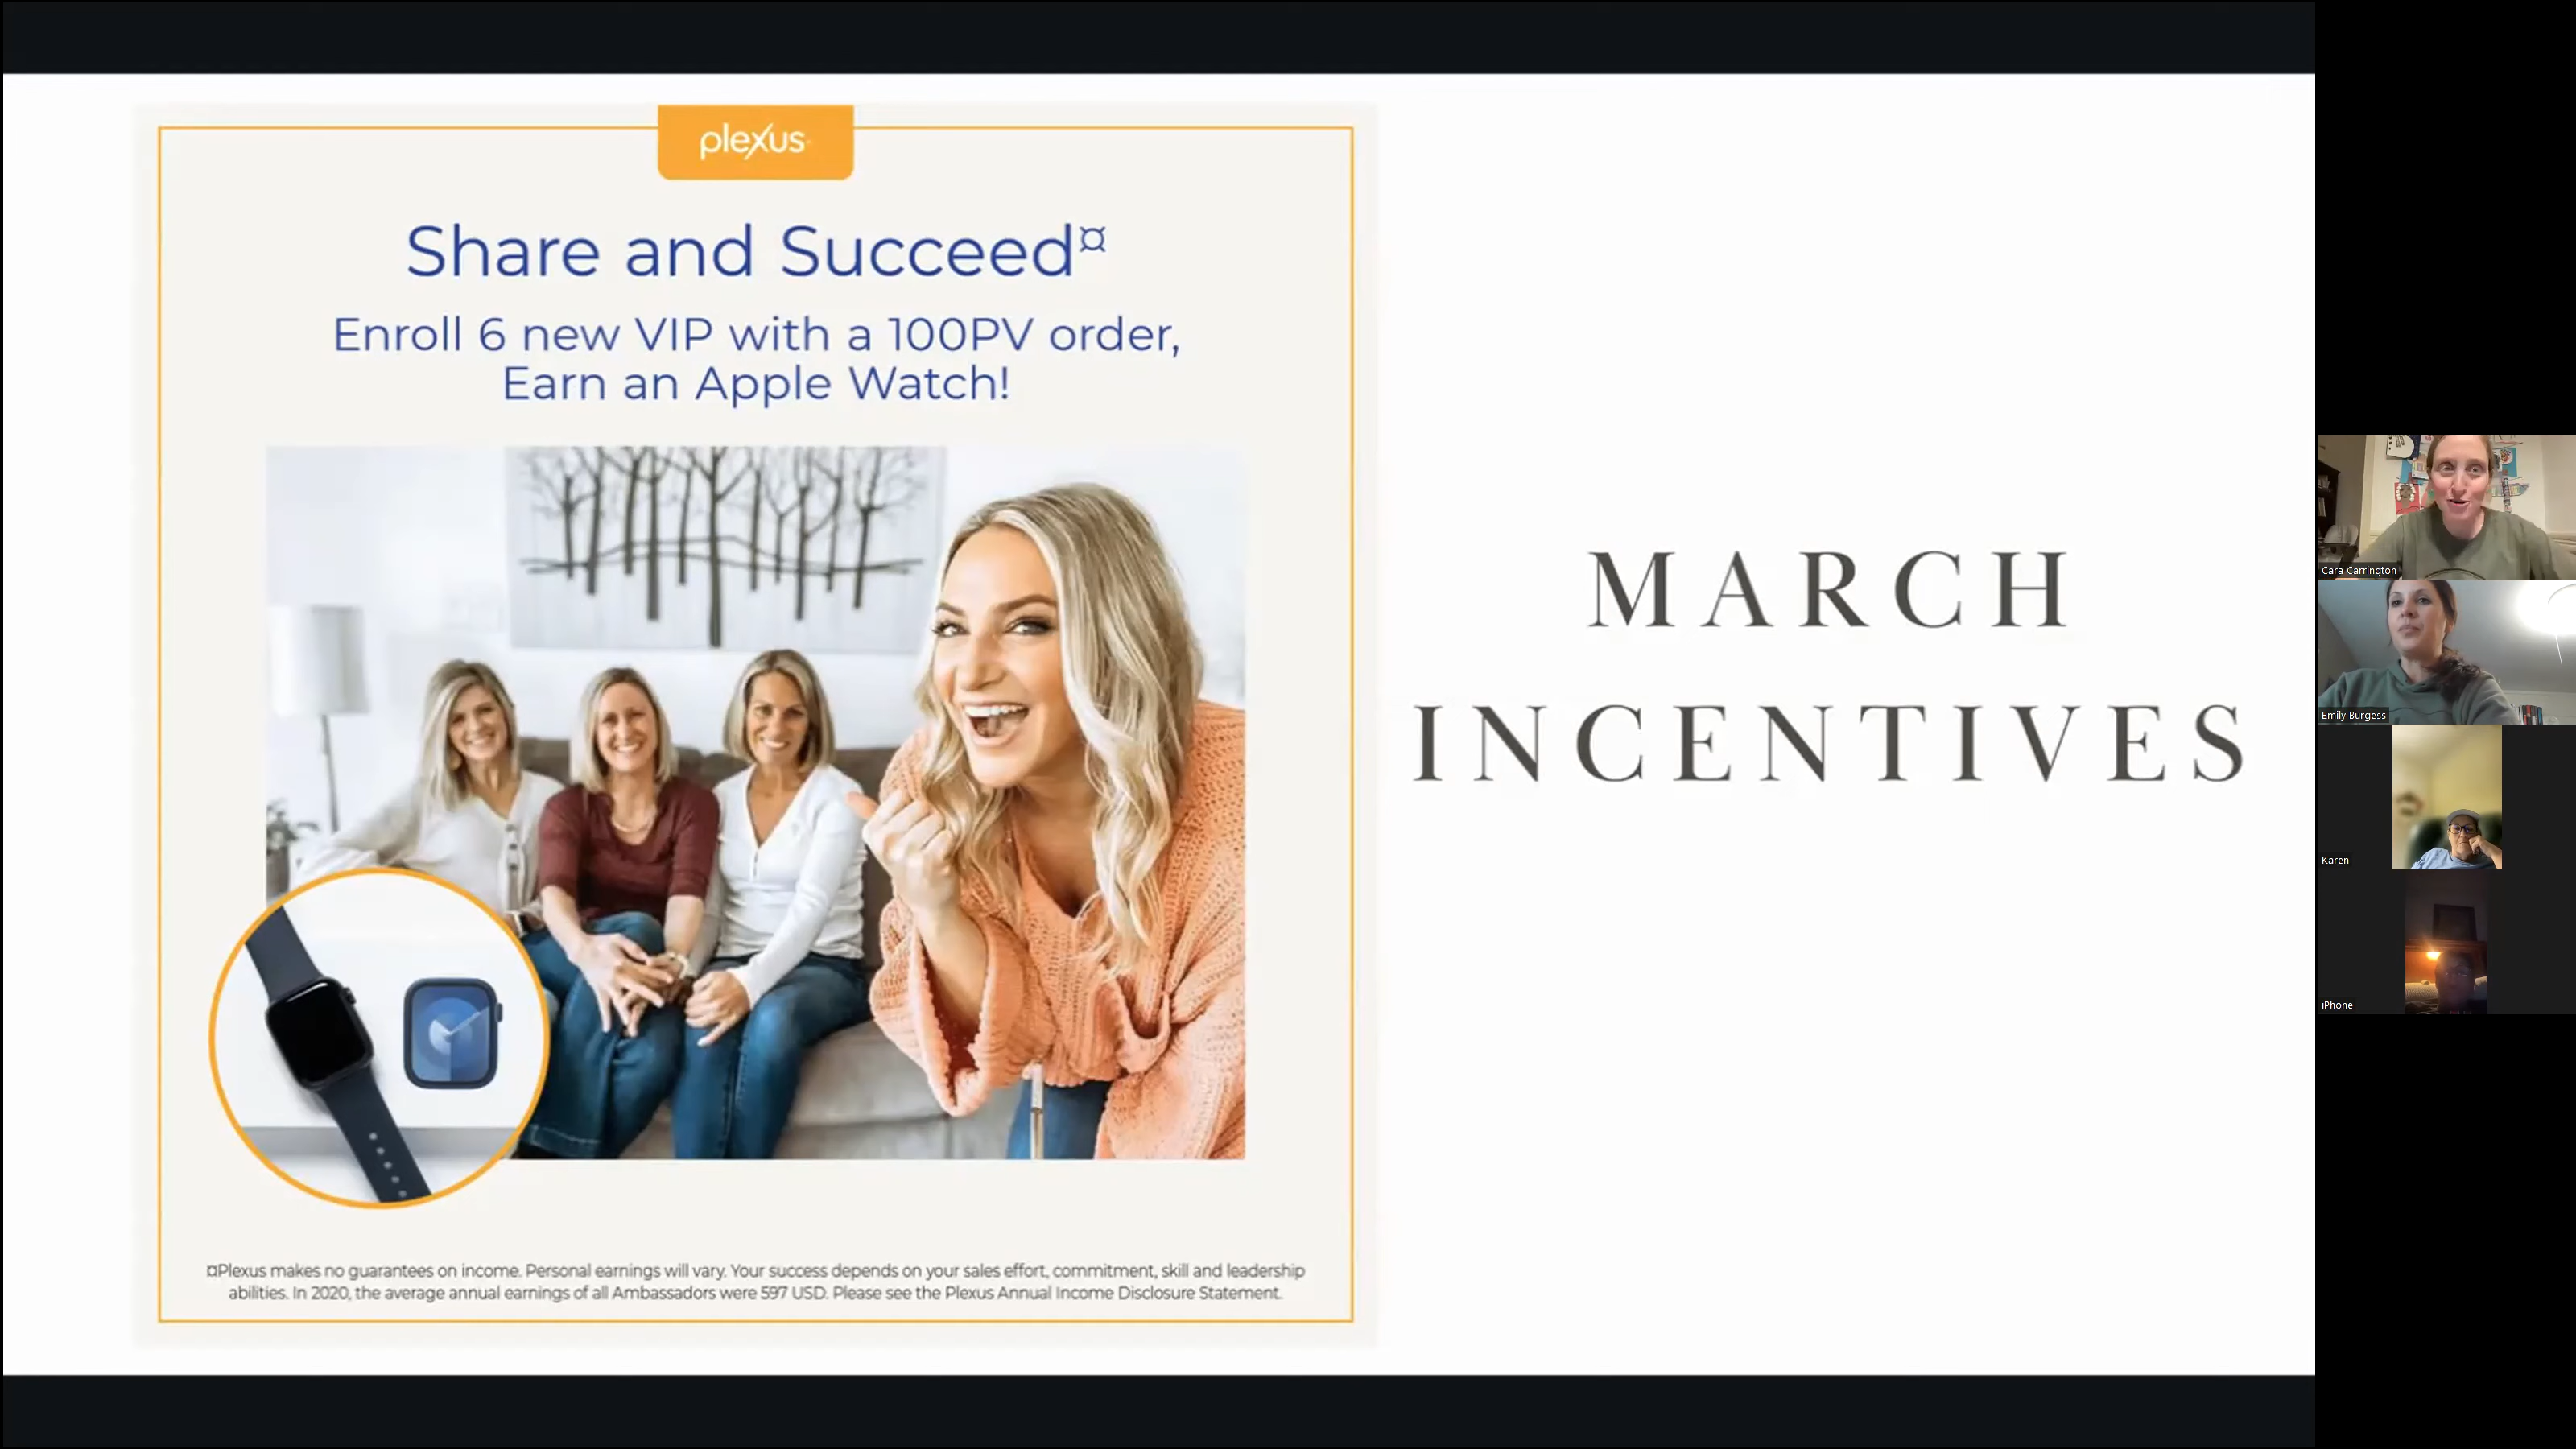 plexus
Share and Succeed¤
Enroll 6 new VIP with a 100PV order,
Earn an Apple Watch!
¤Plexus makes no guarantees on income. Personal earnings will vary. Your success depends on your sales effort, commitment, skill and leadership
abilities. In 2020, the average annual earnings of all Ambassadors were 597 USD. Please see the Plexus Annual Income Disclosure Statement.
MARCH
INCENTIVES
Cara Carrington
Emily Burgess
Karen
iPhone